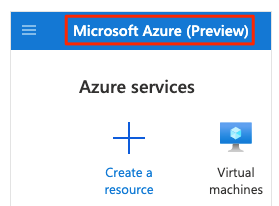 Microsoft Azure (Preview)
Azure services
Create a
resource
Virtual
machines